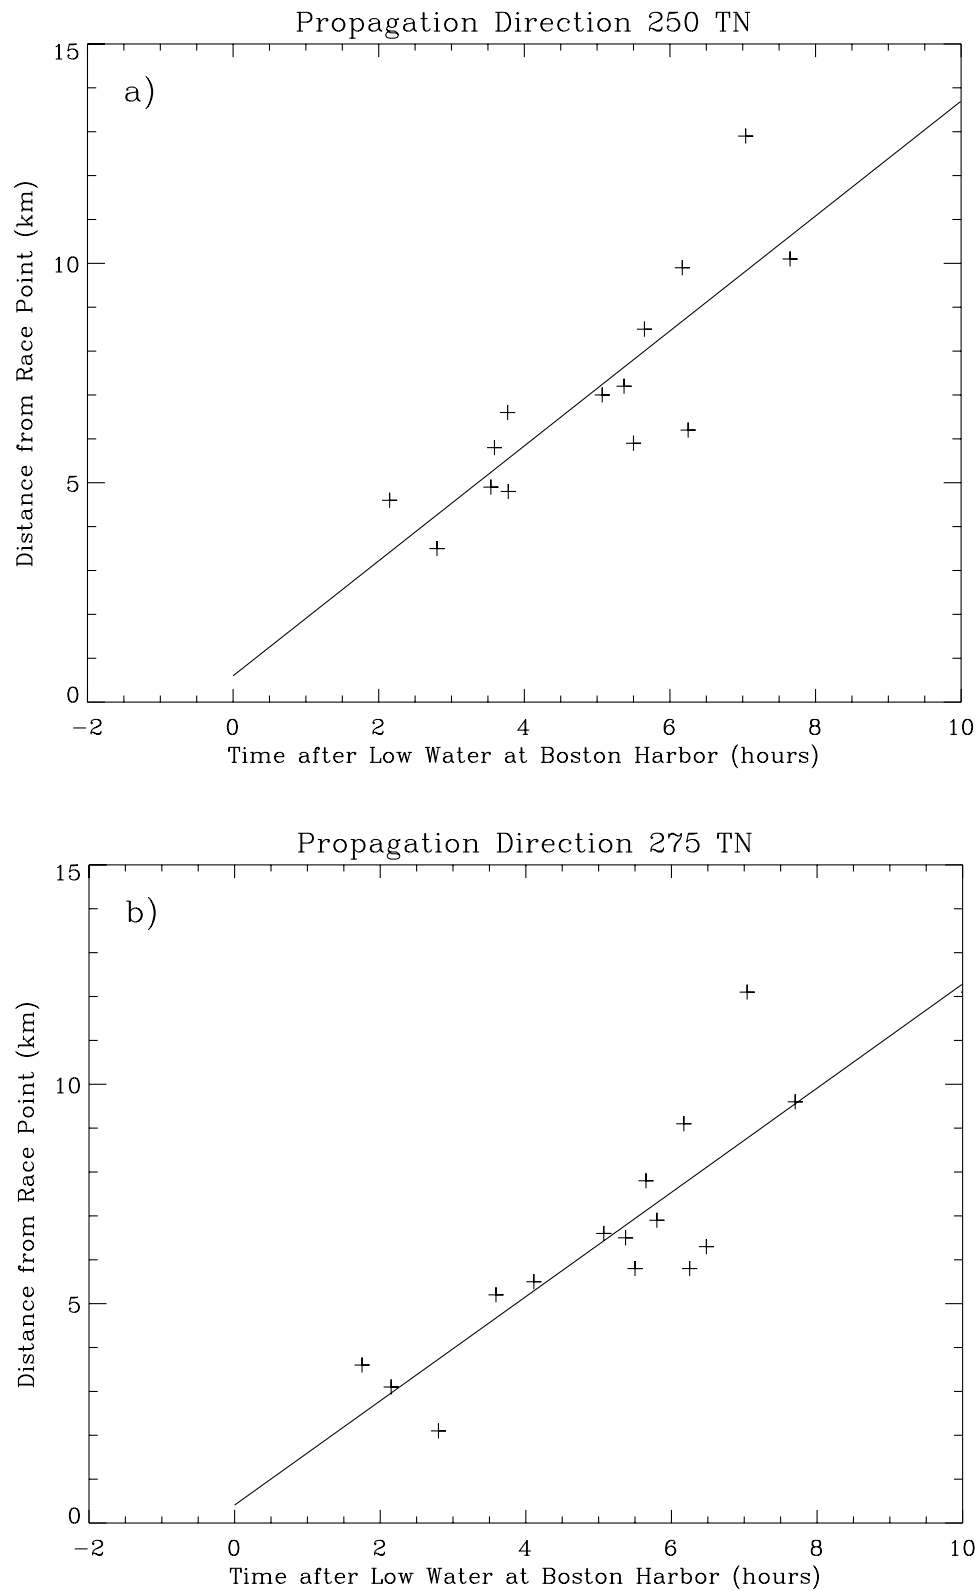 Propagation Direction 250 TN
a)
15
10
5
0
Distance from Race Point (km)
−2 0 2 4 6 8 10
Time after Low Water at Boston Harbor (hours)
Propagation Direction 275 TN
b)
15
10
5
0
Distance from Race Point (km)
−2 0 2 4 6 8 10
Time after Low Water at Boston Harbor (hours)